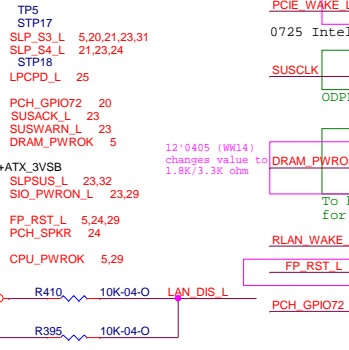 TP5
STP17
SLP_S3_L 5,20,21,23,31
SLP_S4_L 21,23,24
STP18
LPCPD_L 25
PCH_GPIO72 20
SUSACK_L 23
SUSWARN_L 23
DRAM_PWROK 5
+ATX_3VSB
SLPSUS_L 23,32
SIO_PWRON_L 23,29
FP_RST_L 5,24,29
PCH_SPKR 24
CPU_PWROK 5,29
R410 10K-04-O LAN_DIS_L
R395 10K-04-O
12'0405 (WW14)
changes value to
1.8K/3.3K ohm
PCIE_WAKE_L
0725 Intel
SUSCLK
ODPI
DRAM_PWRO
To
for
RLAN_WAKE_
FP_RST_L
PCH_GPIO72